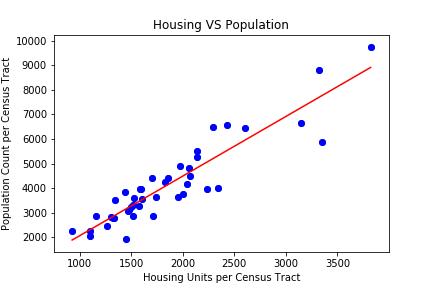 Housing VS Population
10000
9000
8000
7000
6000
5000
4000
3000
2000
Population Count per Census Tract
1000 1500 2000 2500 3000 3500
Housing Units per Census Tract